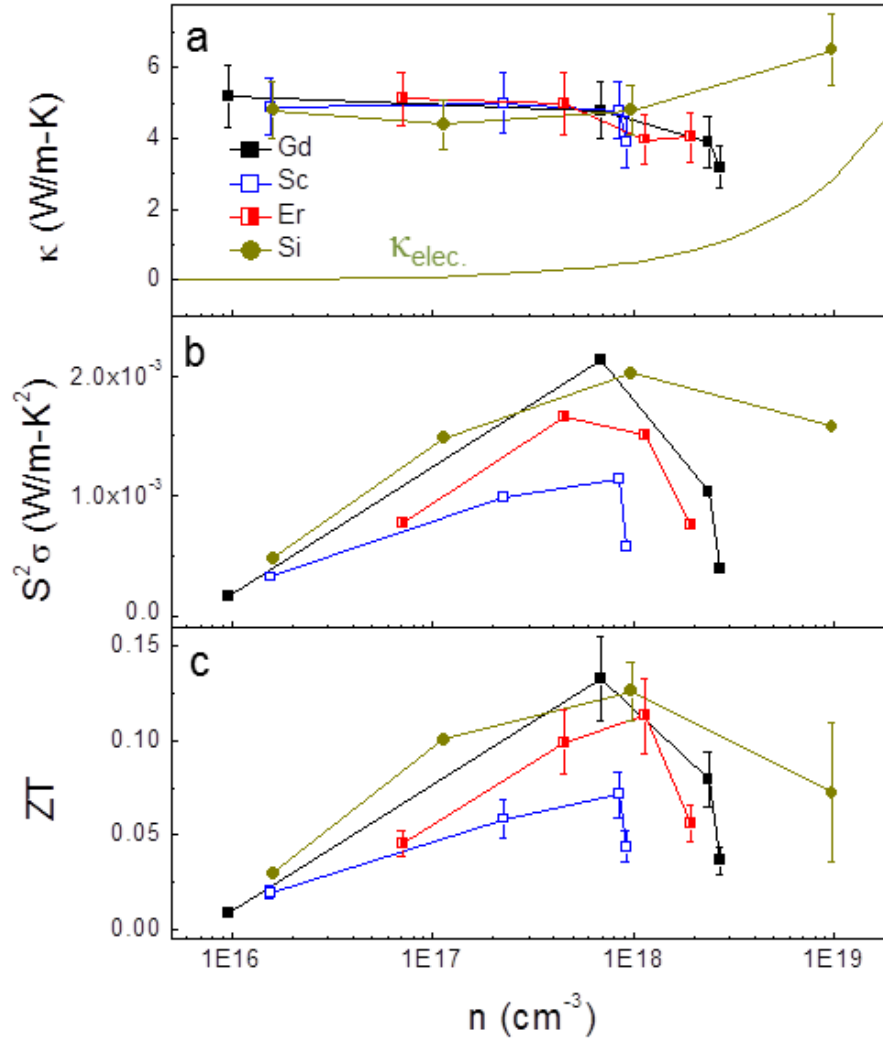 a
κ (W/m-K)
6
4
2
0
Gd
Sc
Er
Si
κelec.
b
S²σ (W/m-K²)
2.0x10⁻³
1.0x10⁻³
0.0
c
ZT
0.15
0.10
0.05
0.00
1E16
1E17
1E18
1E19
n (cm⁻³)